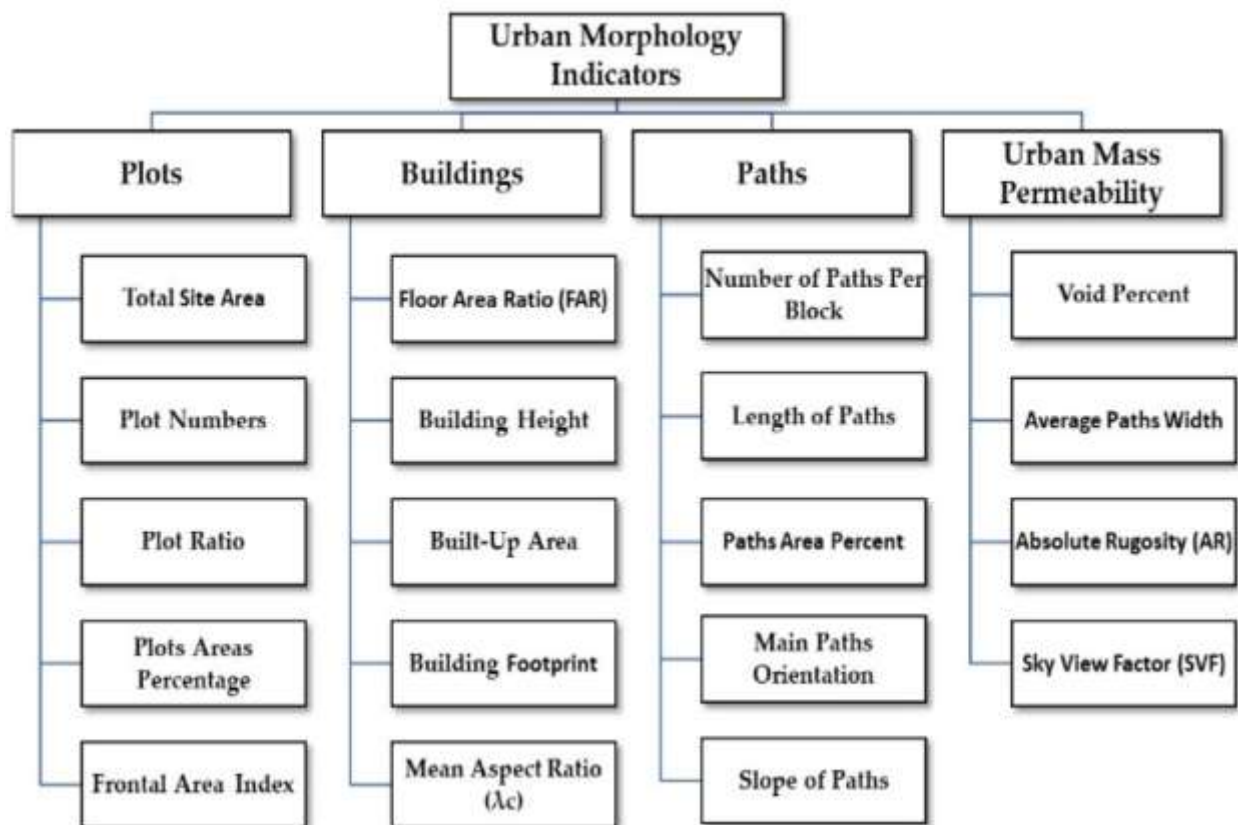 Urban Morphology
Indicators
Plots
Buildings
Paths
Urban Mass
Permeability
Total Site Area
Plot Numbers
Plot Ratio
Plots Areas
Percentage
Frontal Area Index
Floor Area Ratio (FAR)
Building Height
Built-Up Area
Building Footprint
Mean Aspect Ratio
(λc)
Number of Paths Per
Block
Length of Paths
Paths Area Percent
Main Paths
Orientation
Slope of Paths
Void Percent
Average Paths Width
Absolute Rugosity (AR)
Sky View Factor (SVF)